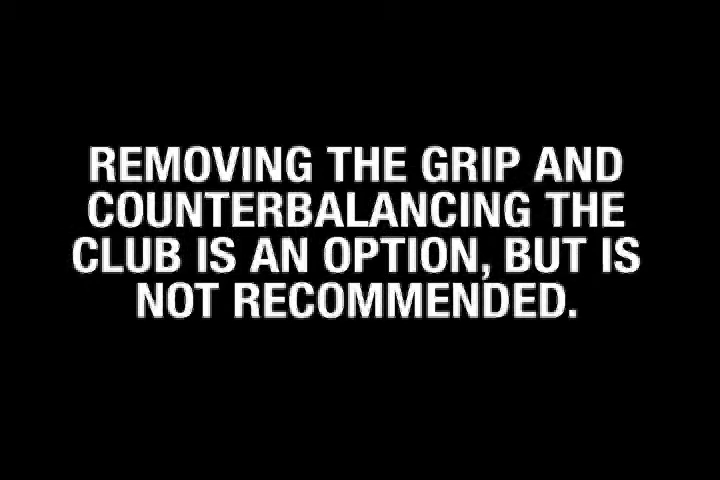 REMOVING THE GRIP AND
COUNTERBALANCING THE
CLUB IS AN OPTION, BUT IS
NOT RECOMMENDED.